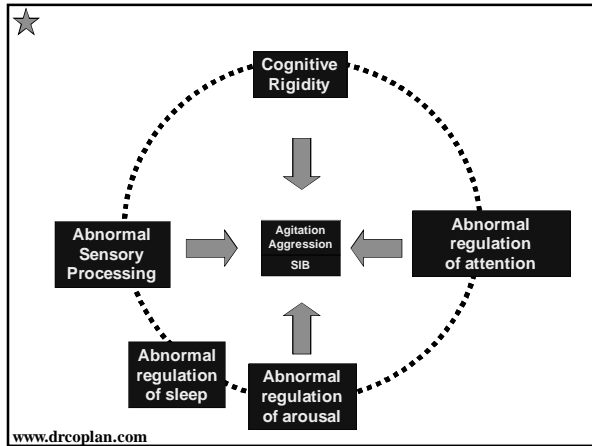 Cognitive
Rigidity
Abnormal
Sensory
Processing
Agitation
Aggression
SIB
Abnormal
regulation
of attention
Abnormal
regulation
of sleep
Abnormal
regulation
of arousal
www.drcoplan.com